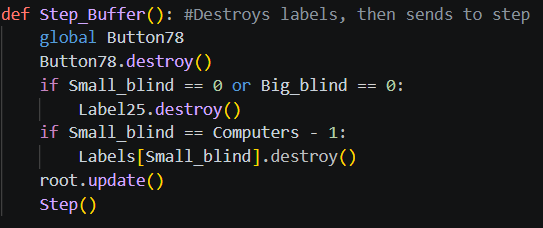 def Step_Buffer(): #Destroys labels, then sends to step
    global Button78
    Button78.destroy()
    if Small_blind == 0 or Big_blind == 0:
        Label25.destroy()
    if Small_blind == Computers - 1:
        Labels[Small_blind].destroy()
    root.update()
    Step()